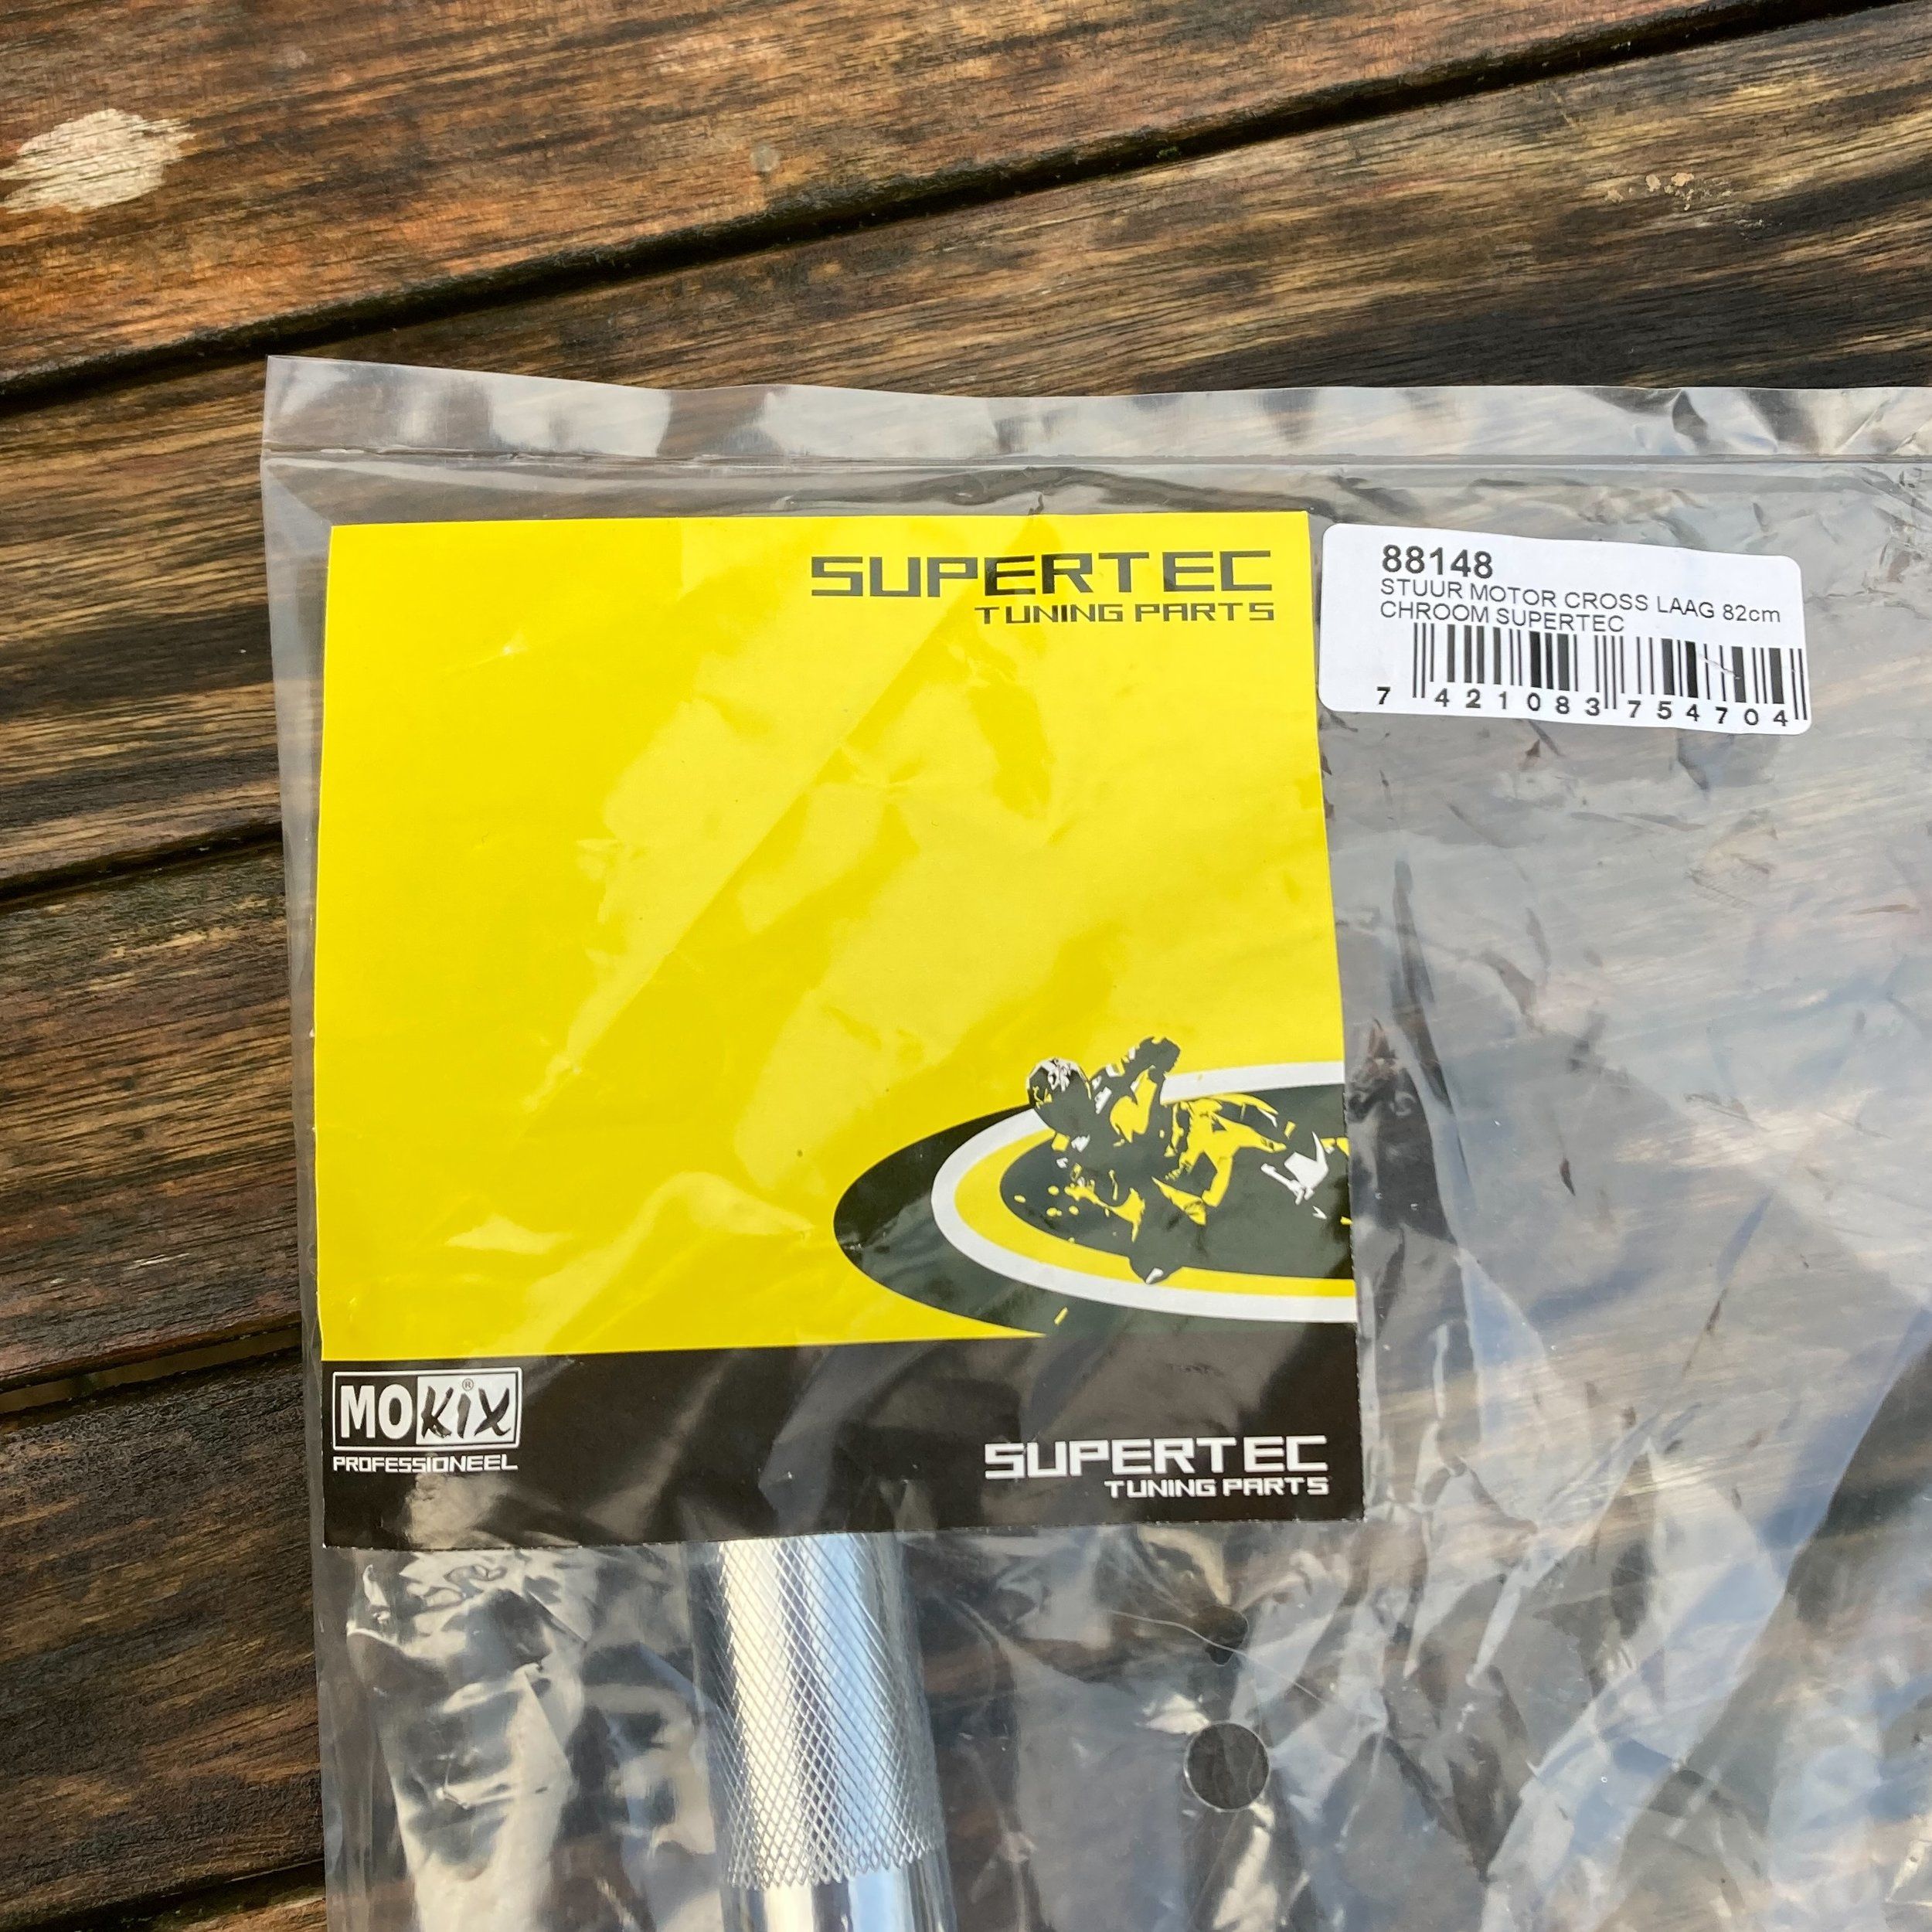 SUPERTEC
TUNING PARTS
88148
STUUR MOTOR CROSS LAAG 82cm
CHROOM SUPERTEC
7 421083 754704
MOKiX®
PROFESSIONEEL
SUPERTEC
TUNING PARTS